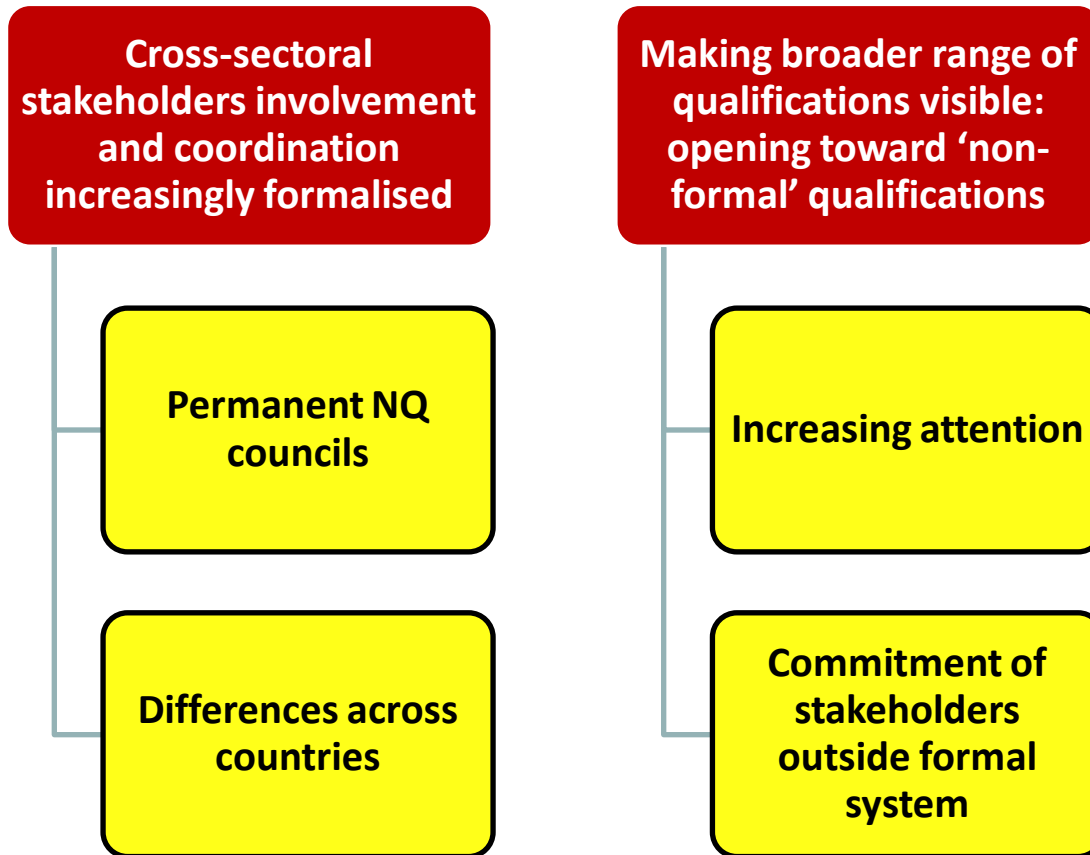 Cross-sectoral
stakeholders involvement
and coordination
increasingly formalised
Permanent NQ
councils
Differences across
countries
Making broader range of
qualifications visible:
opening toward ‘non-
formal’ qualifications
Increasing attention
Commitment of
stakeholders
outside formal
system